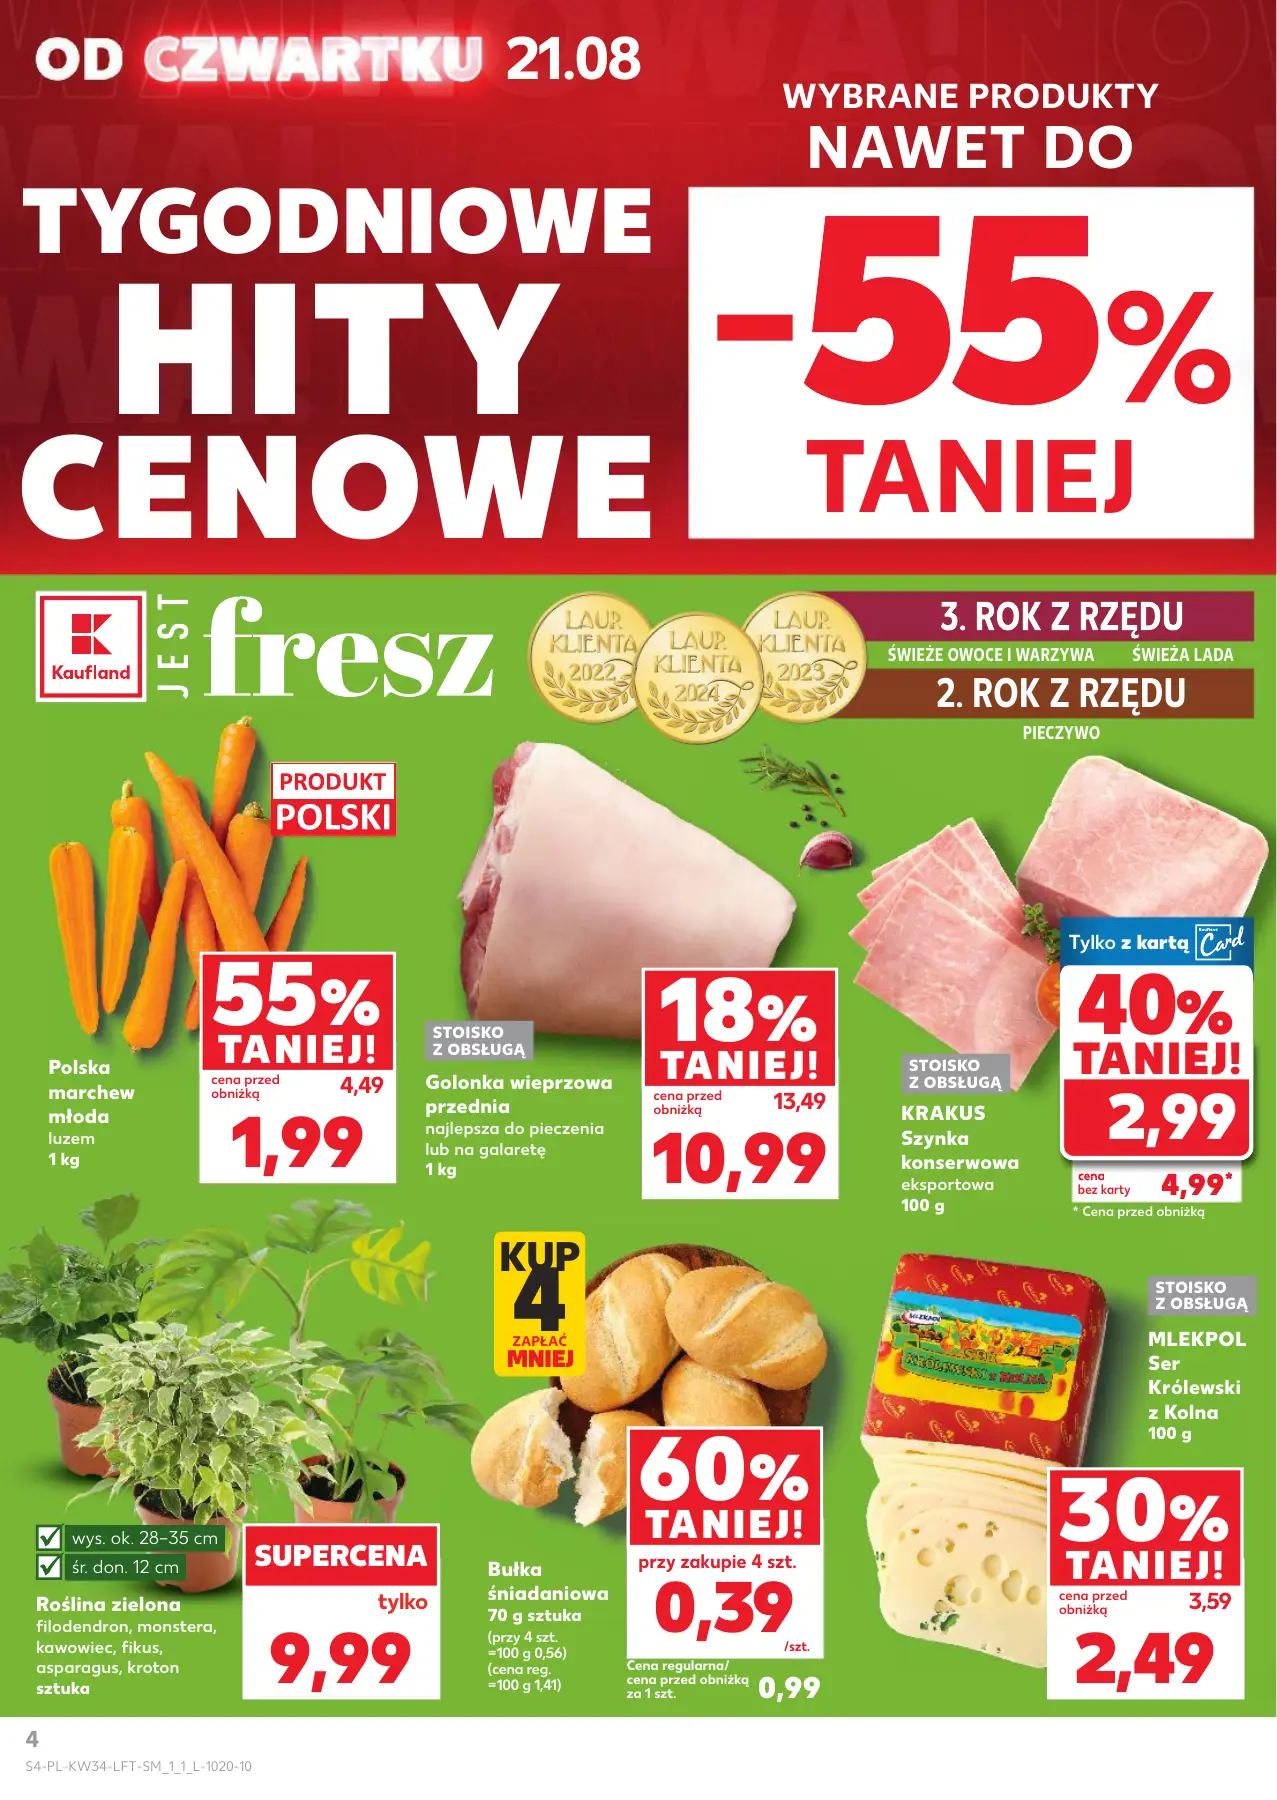 OD CZWARTKU 21.08
WYBRANE PRODUKTY
NAWET DO
-55%
TANIEJ
TYGODNIOWE
HITY
CENOWE
Kaufland
JEST
fresz
LAUR
KLIENTA
2022
LAUR
KLIENTA
2024
LAUR
KLIENTA
2023
3. ROK Z RZĘDU
ŚWIEŻE OWOCE I WARZYWA ŚWIEŻA LADA
2. ROK Z RZĘDU
PIECZYWO
PRODUKT
POLSKI
55%
TANIEJ!
cena przed
obniżką
4,49
1,99
Polska
marchew
młoda
luzem
1 kg
STOISKO
Z OBSŁUGĄ
Golonka wieprzowa
przednia
najlepsza do pieczenia
lub na galaretę
1 kg
18%
TANIEJ!
cena przed
obniżką
13,49
10,99
STOISKO
Z OBSŁUGĄ
KRAKUS
Szynka
konserwowa
eksportowa
100 g
Tylko z kartą
Kaufland
Card
40%
TANIEJ!
2,99
cena
bez karty
4,99*
* Cena przed obniżką
wys. ok. 28–35 cm
śr. don. 12 cm
Roślina zielona
filodendron, monstera,
kawowiec, fikus,
asparagus, kroton
sztuka
SUPERCENA
tylko
9,99
KUP
4
ZAPŁAĆ
MNIEJ
Bułka
śniadaniowa
70 g sztuka
(przy 4 szt.
=100 g 0,56)
(cena reg.
=100 g 1,41)
60%
TANIEJ!
przy zakupie 4 szt.
0,39
/szt.
Cena regularna/
cena przed obniżką
za 1 szt.
0,99
MLEKPOL
SER
KRÓLEWSKI z KOLNA
STOISKO
Z OBSŁUGĄ
MLEKPOL
Ser
Królewski
z Kolna
100 g
30%
TANIEJ!
cena przed
obniżką
3,59
2,49
4
S4-PL-KW34-LFT-SM_1_1_L-1020-10